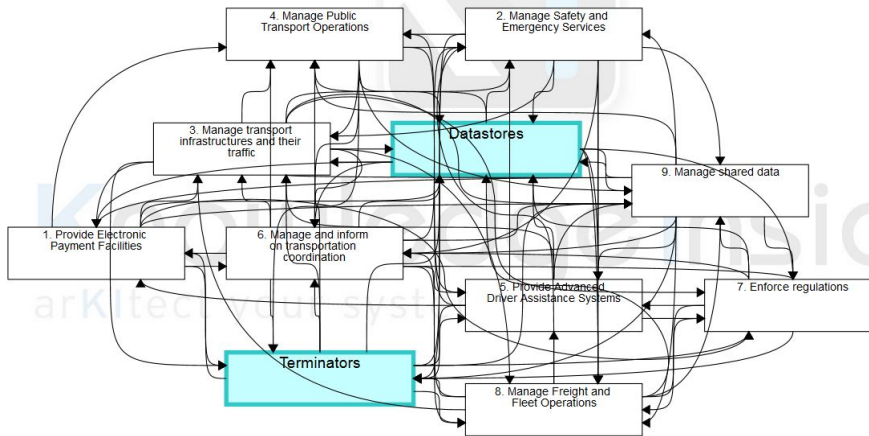 4. Manage Public
Transport Operations
2. Manage Safety and
Emergency Services
3. Manage transport
infrastructures and their
traffic
Datastores
9. Manage shared data
1. Provide Electronic
Payment Facilities
6. Manage and inform
on transportation
coordination
5. Provide Advanced
Driver Assistance Systems
7. Enforce regulations
Terminators
8. Manage Freight and
Fleet Operations